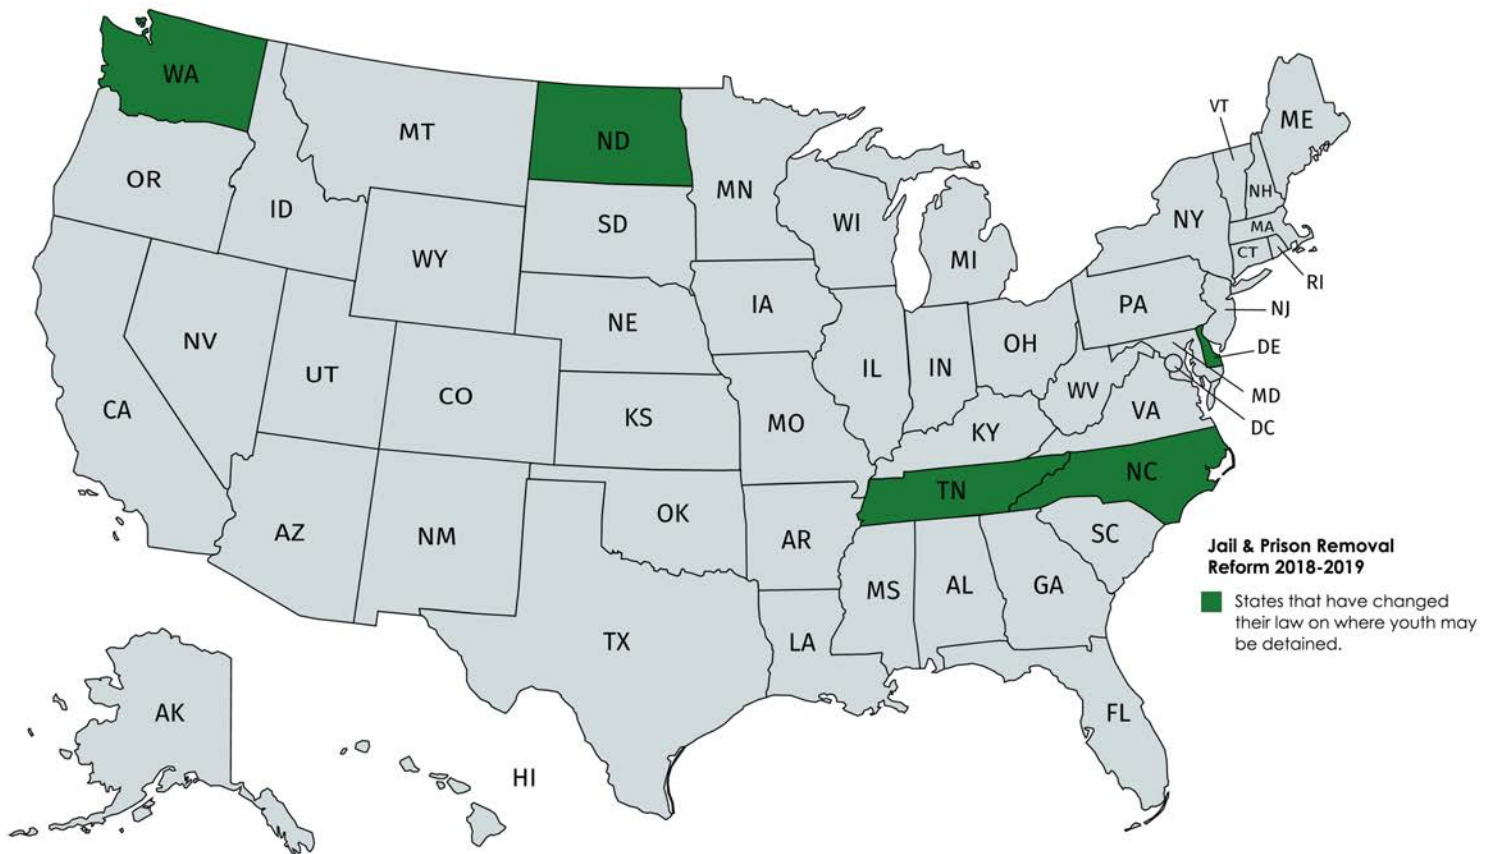 WA
VT
ME
MT
ND
OR
MN
ID
SD
WI
NY
NH
MA
CT
WY
MI
RI
IA
PA
NJ
NE
NV
OH
DE
UT
IL
IN
CO
WV
MD
CA
KS
MO
VA
DC
KY
NC
TN
OK
AZ
NM
AR
SC
Jail & Prison Removal
Reform 2018-2019
MS
AL
GA
States that have changed
their law on where youth may
be detained.
TX
LA
AK
FL
HI